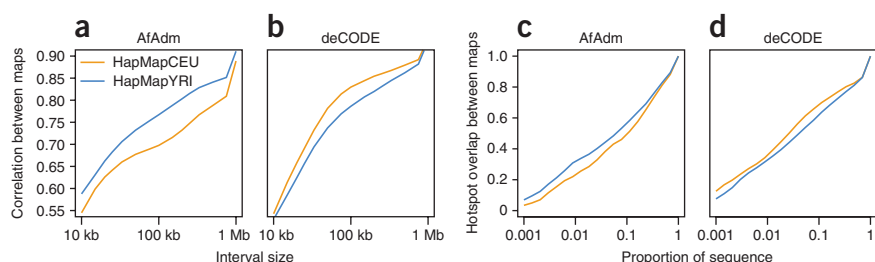 a
AfAdm
b
deCODE
c
AfAdm
d
deCODE
Correlation between maps
0.90
0.85
0.80
0.75
0.70
0.65
0.60
0.55
HapMapCEU
HapMapYRI
10 kb
100 kb
1 Mb
10 kb
100 kb
1 Mb
Interval size
Hotspot overlap between maps
1.0
0.8
0.6
0.4
0.2
0
0.001
0.01
0.1
1
0.001
0.01
0.1
1
Proportion of sequence